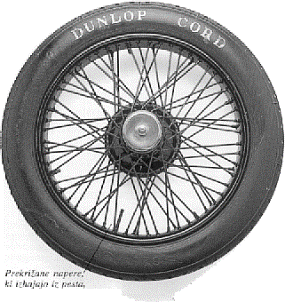 DUNLOP CORD
Prekrižane napere,
ki izhajajo iz pesta,